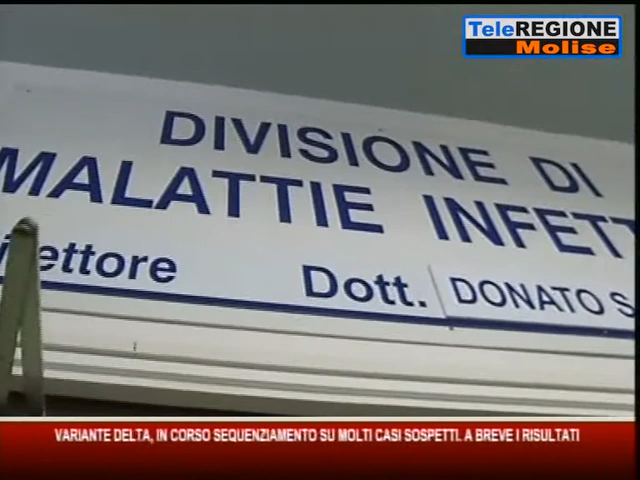 TeleREGIONE
Molise
DIVISIONE DI
MALATTIE INFETT
ettore Dott. DONATO S
VARIANTE DELTA, IN CORSO SEQUENZIAMENTO SU MOLTI CASI SOSPETTI. A BREVE I RISULTATI